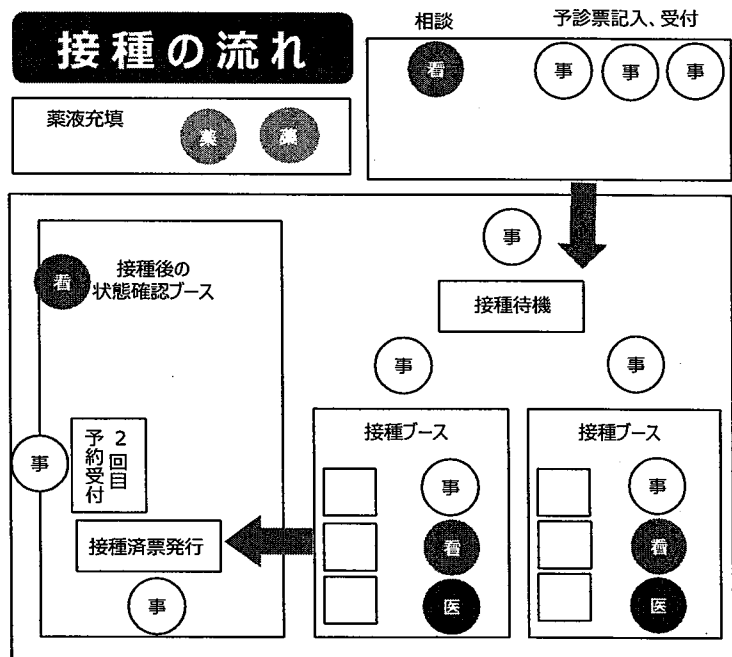 接種の流れ
相談
予診票記入、受付
看
事
事
事
薬液充填
薬
薬
事
接種待機
事
事
看
接種後の
状態確認ブース
事
2回目
予約受付
接種済票発行
事
接種ブース
事
看
医
接種ブース
事
看
医